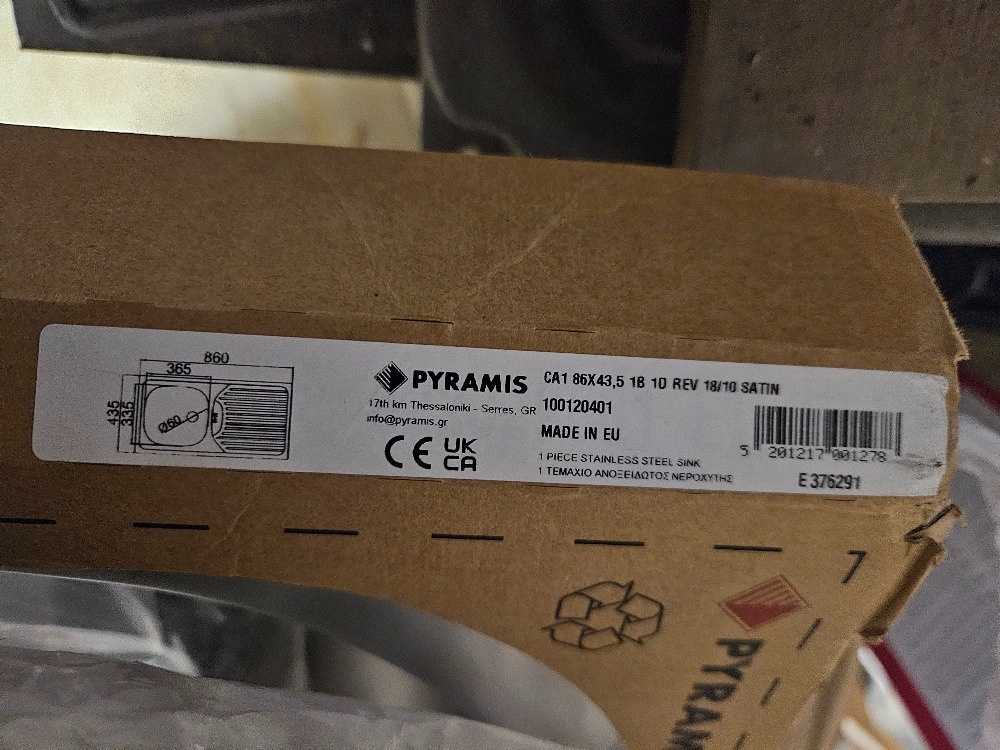 860
365
435
335
Ø60
PYRAMIS
17th km Thessaloniki - Serres, GR
info@pyramis.gr
CE UK
CA
CA1 86X43,5 1B 1D REV 18/10 SATIN
100120401
MADE IN EU
1 PIECE STAINLESS STEEL SINK
1 ΤΕΜΑΧΙΟ ΑΝΟΞΕΙΔΩΤΟΣ ΝΕΡΟΧΥΤΗΣ
5 201217 001278
E 376291
7
PYRAM